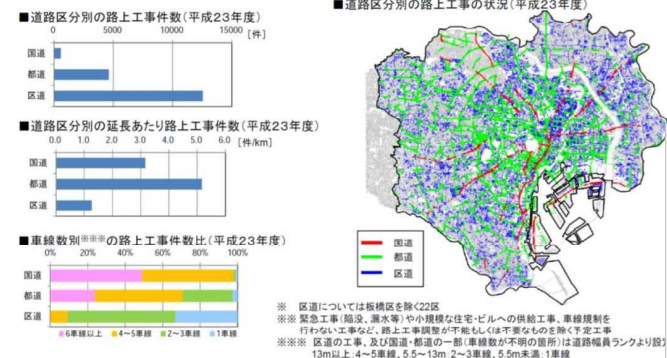 ■道路区分別の路上工事件数(平成23年度)
0 5000 10000 15000
[件]
国道
都道
区道
■道路区分別の延長あたり路上工事件数(平成23年度)
0.0 1.0 2.0 3.0 4.0 5.0 6.0
[件/km]
国道
都道
区道
■車線数別※※※の路上工事件数比(平成23年度)
0% 20% 40% 60% 80% 100%
国道
都道
区道
6車線以上 4~5車線 2~3車線 1車線
■道路区分別の路上工事の状況(平成23年度)
国道
都道
区道
※ 区道については板橋区を除く22区
※※ 緊急工事(陥没、漏水等)や小規模な住宅・ビルへの供給工事、車線規制を
行わない工事など、路上工事調整が不能もしくは不要なものを除く予定工事
※※※ 区道の工事、及び国道・都道の一部(車線数が不明の箇所)は道路幅員ランクより設
13m以上:4~5車線、5.5~13m:2~3車線、5.5m未満:1車線